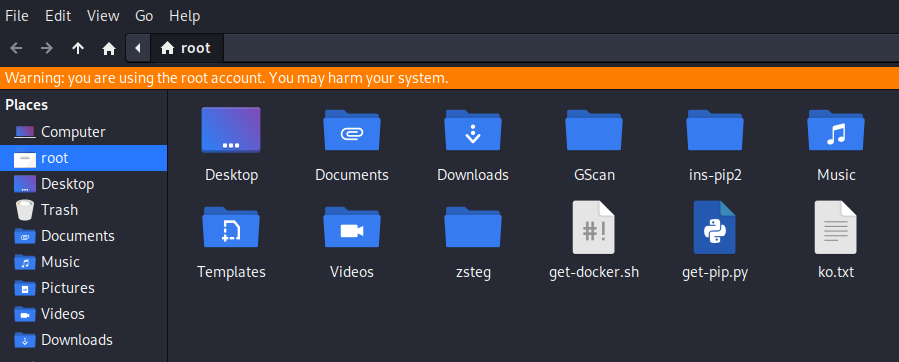 File Edit View Go Help
root
Warning: you are using the root account. You may harm your system.
Places
Computer
root
Desktop
Trash
Documents
Music
Pictures
Videos
Downloads
Desktop Documents Downloads GScan ins-pip2 Music
#!
Templates Videos zsteg get-docker.sh get-pip.py ko.txt